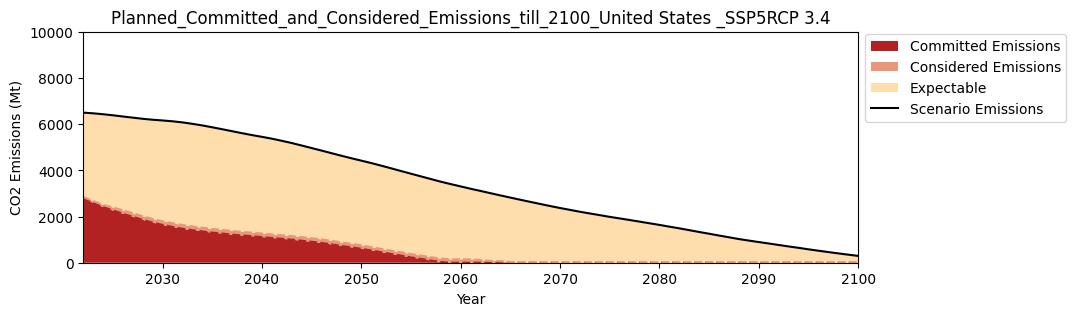 Planned_Committed_and_Considered_Emissions_till_2100_United States _SSP5RCP 3.4
10000
8000
6000
4000
2000
0
CO2 Emissions (Mt)
2030
2040
2050
2060
2070
2080
2090
2100
Year
Committed Emissions
Considered Emissions
Expectable
Scenario Emissions